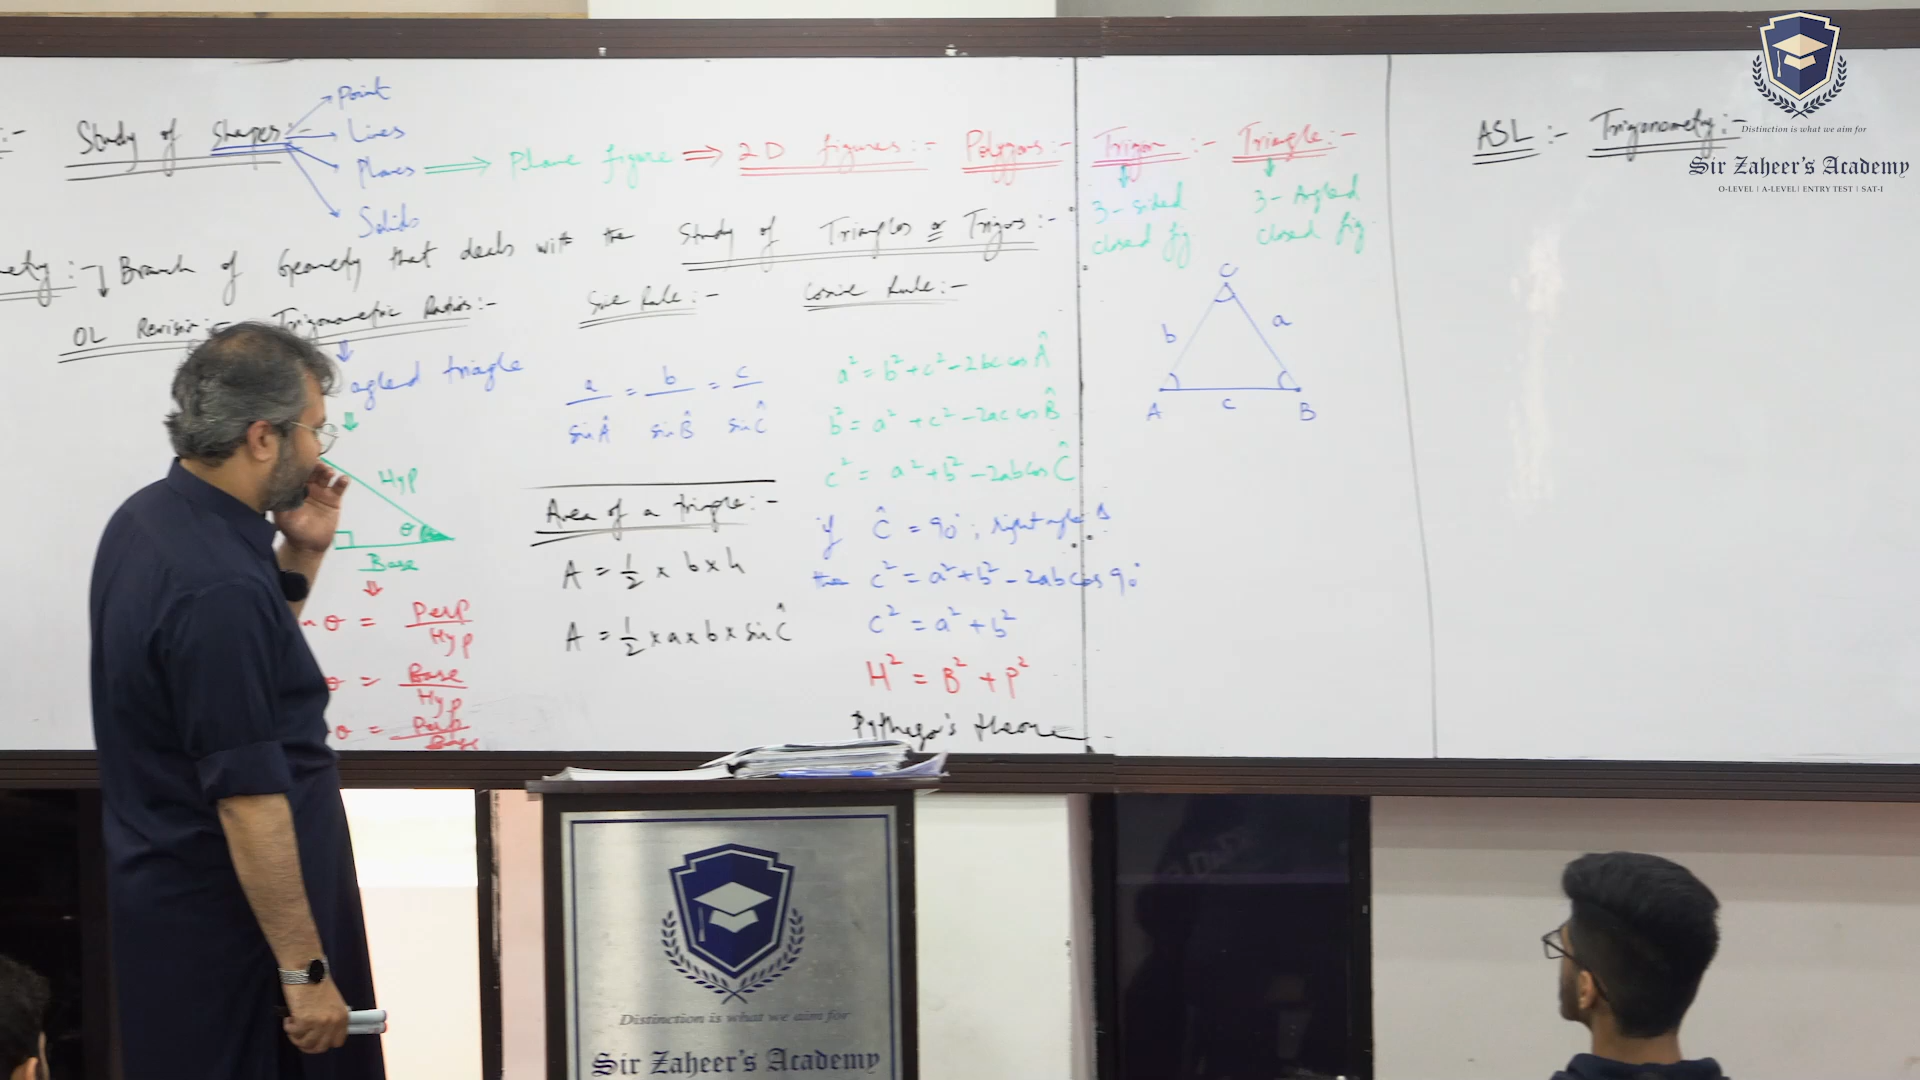 :-
Study of Shapes:-
Point
Lines
Planes
Solids
Plane figure ⇒ 2D figures:- Polygons:-
Trigon :- Triangle:-
3-sided closed fig
3-Angled closed fig.
ety:- Branch of Geometry that deals with the Study of Triangles or Trigons:-
OL Revision:- Trigonometric Ratios:-
agled triagle
Hyp
θ
Base
θ = Perp/Hyp
θ = Base/Hyp
θ = Perp/Base
Sine Rule:-
a/sin Â = b/sin B̂ = c/sin Ĉ
Area of a triangle:-
A = 1/2 × b × h
A = 1/2 × a × b × sin Ĉ
Cosine Rule:-
a² = b² + c² - 2bc cos Â
b² = a² + c² - 2ac cos B̂
c² = a² + b² - 2ab cos Ĉ
if Ĉ = 90°, right angle Δ
then c² = a² + b² - 2ab cos 90°
c² = a² + b²
H² = B² + P²
C
b
a
A
c
B
ASL :- Trigonometry:-
Distinction is what we aim for
Sir Zaheer's Academy
O-LEVEL | A-LEVEL | ENTRY TEST | SAT-I
Distinction is what we aim for
Sir Zaheer's Academy